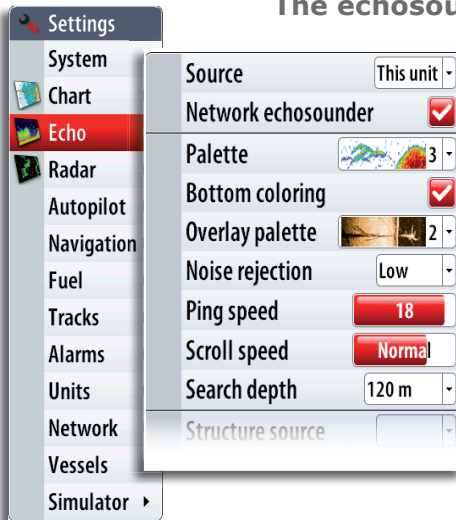 The echosou
Settings
System
Chart
Echo
Radar
Autopilot
Navigation
Fuel
Tracks
Alarms
Units
Network
Vessels
Simulator
Source This unit
Network echosounder
Palette 3
Bottom coloring
Overlay palette 2
Noise rejection Low
Ping speed 18
Scroll speed Normal
Search depth 120 m
Structure source